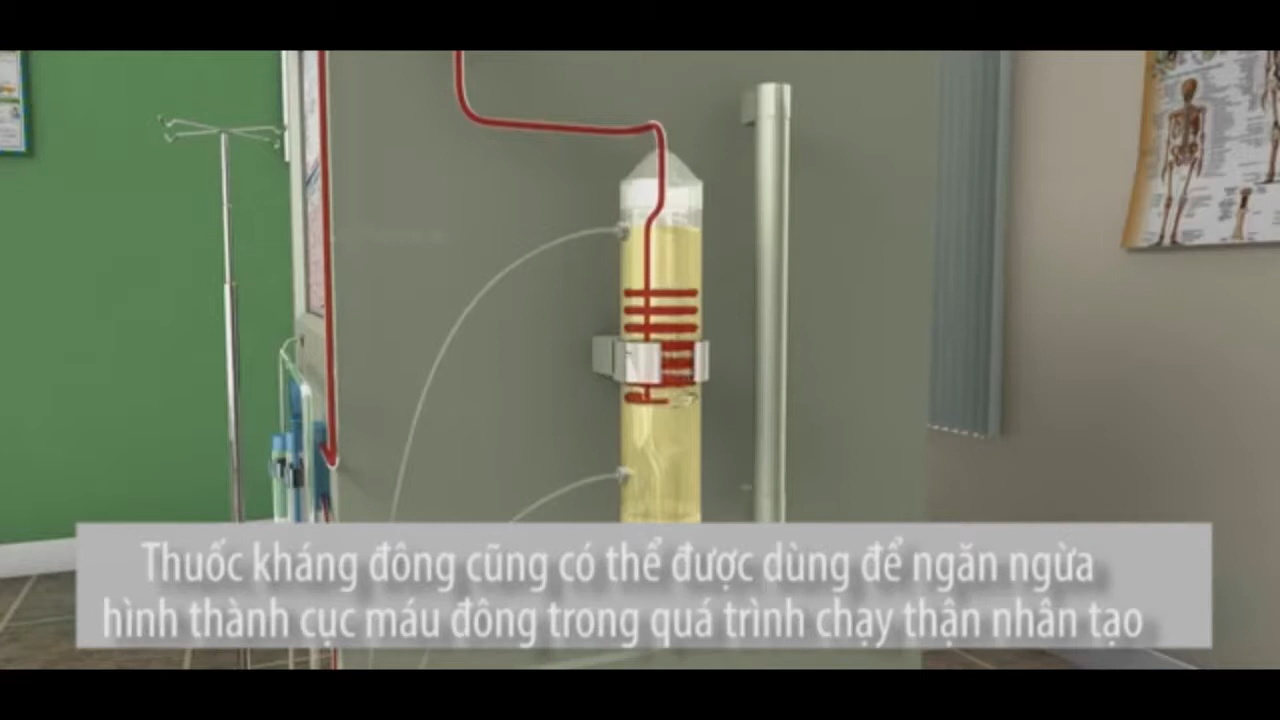 Thuốc kháng đông cũng có thể được dùng để ngăn ngừa
hình thành cục máu đông trong quá trình chạy thận nhân tạo